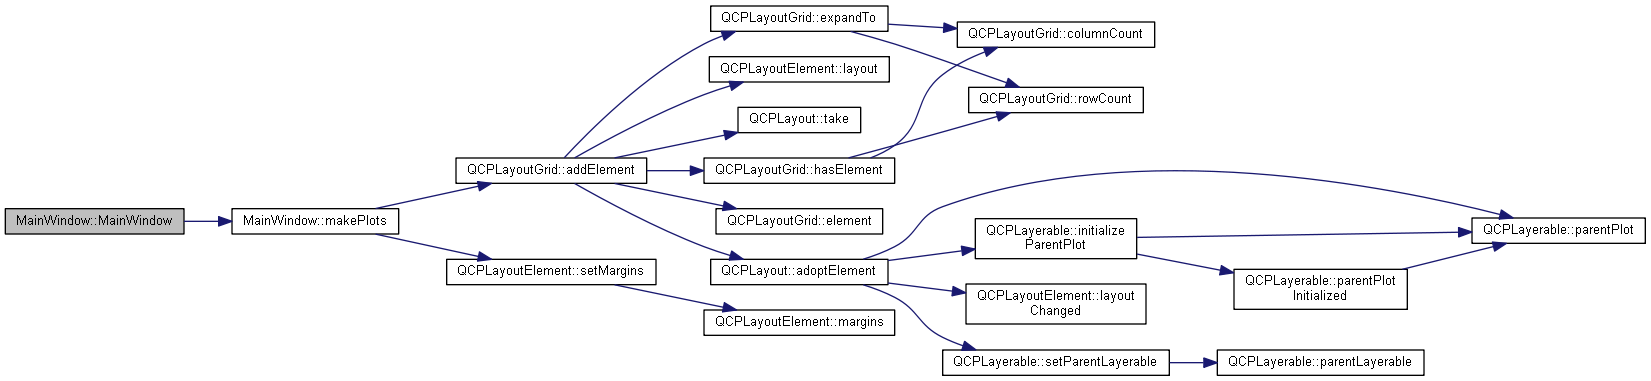 MainWindow::MainWindow
MainWindow::makePlots
QCPLayoutGrid::addElement
QCPLayoutElement::setMargins
QCPLayoutGrid::expandTo
QCPLayoutElement::layout
QCPLayout::take
QCPLayoutGrid::hasElement
QCPLayoutGrid::element
QCPLayout::adoptElement
QCPLayoutElement::margins
QCPLayoutGrid::columnCount
QCPLayoutGrid::rowCount
QCPLayerable::initialize
ParentPlot
QCPLayoutElement::layout
Changed
QCPLayerable::setParentLayerable
QCPLayerable::parentPlot
Initialized
QCPLayerable::parentLayerable
QCPLayerable::parentPlot